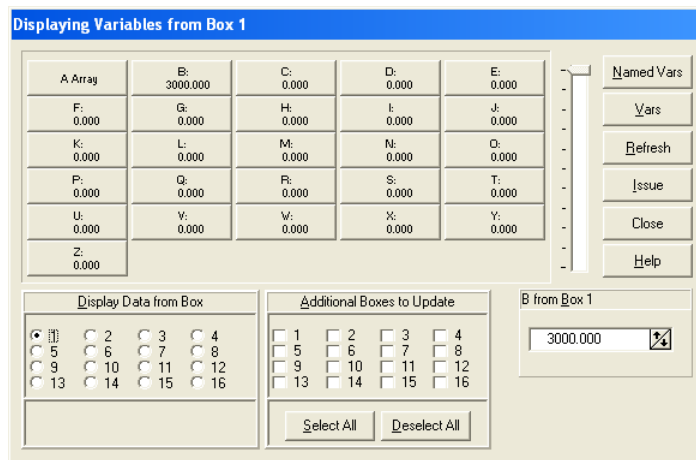 Displaying Variables from Box 1
A Array B: C: D: E:
3000.000 0.000 0.000 0.000
F: G: H: I: J:
0.000 0.000 0.000 0.000 0.000
K: L: M: N: O:
0.000 0.000 0.000 0.000 0.000
P: Q: R: S: T:
0.000 0.000 0.000 0.000 0.000
U: V: W: X: Y:
0.000 0.000 0.000 0.000 0.000
Z:
0.000
Named Vars
Vars
Refresh
Issue
Close
Help
Display Data from Box
1 2 3 4
5 6 7 8
9 10 11 12
13 14 15 16
Additional Boxes to Update
1 2 3 4
5 6 7 8
9 10 11 12
13 14 15 16
Select All Deselect All
B from Box 1
3000.000